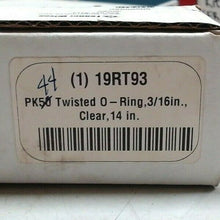 44 (1) 19RT93
PK50 Twisted O-Ring,3/16in.,
Clear,14 in.